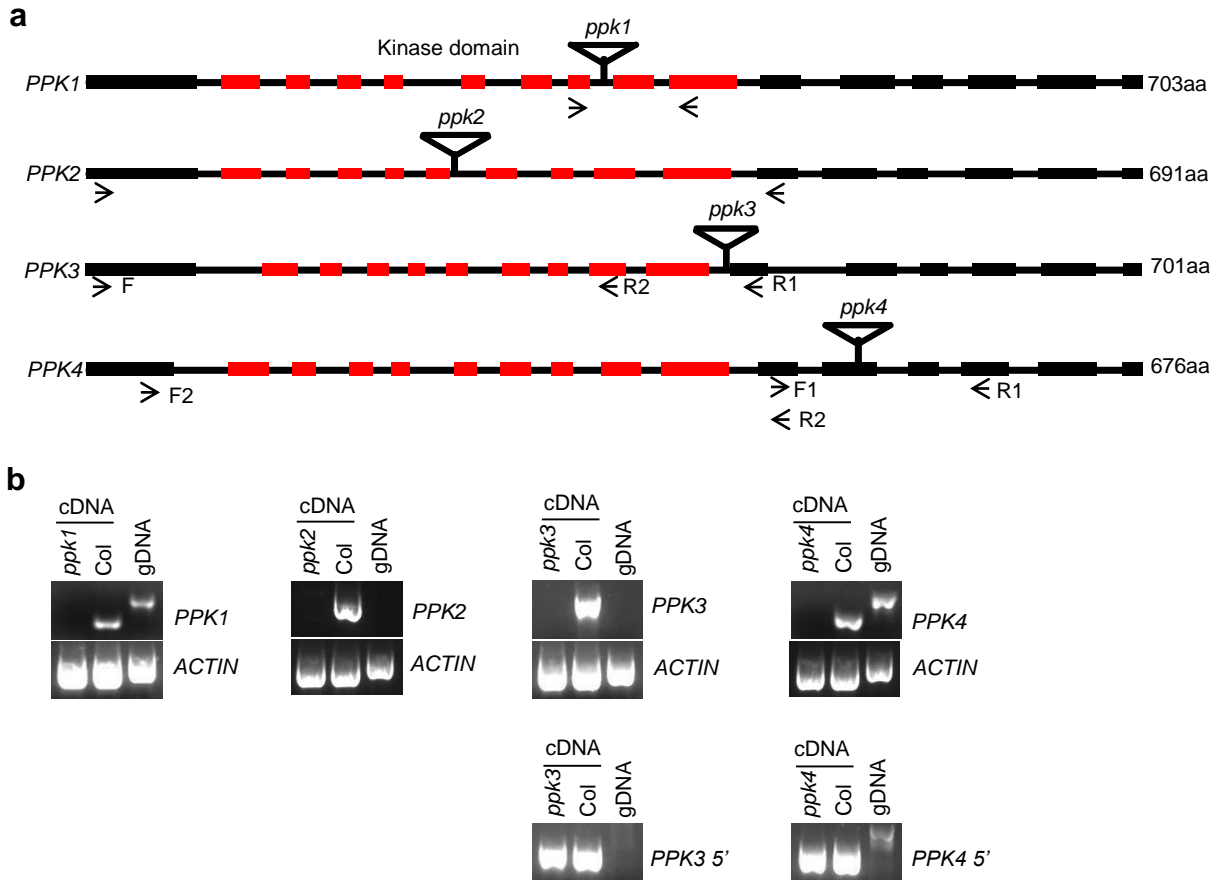 a
Kinase domain
ppk1
PPK1
703aa
ppk2
PPK2
691aa
ppk3
PPK3
701aa
F
R2
R1
ppk4
PPK4
676aa
F2
F1
R1
R2
b
cDNA
ppk1
Col
gDNA
PPK1
ACTIN
cDNA
ppk2
Col
gDNA
PPK2
ACTIN
cDNA
ppk3
Col
gDNA
PPK3
ACTIN
cDNA
ppk4
Col
gDNA
PPK4
ACTIN
cDNA
ppk3
Col
gDNA
PPK3 5’
cDNA
ppk4
Col
gDNA
PPK4 5’